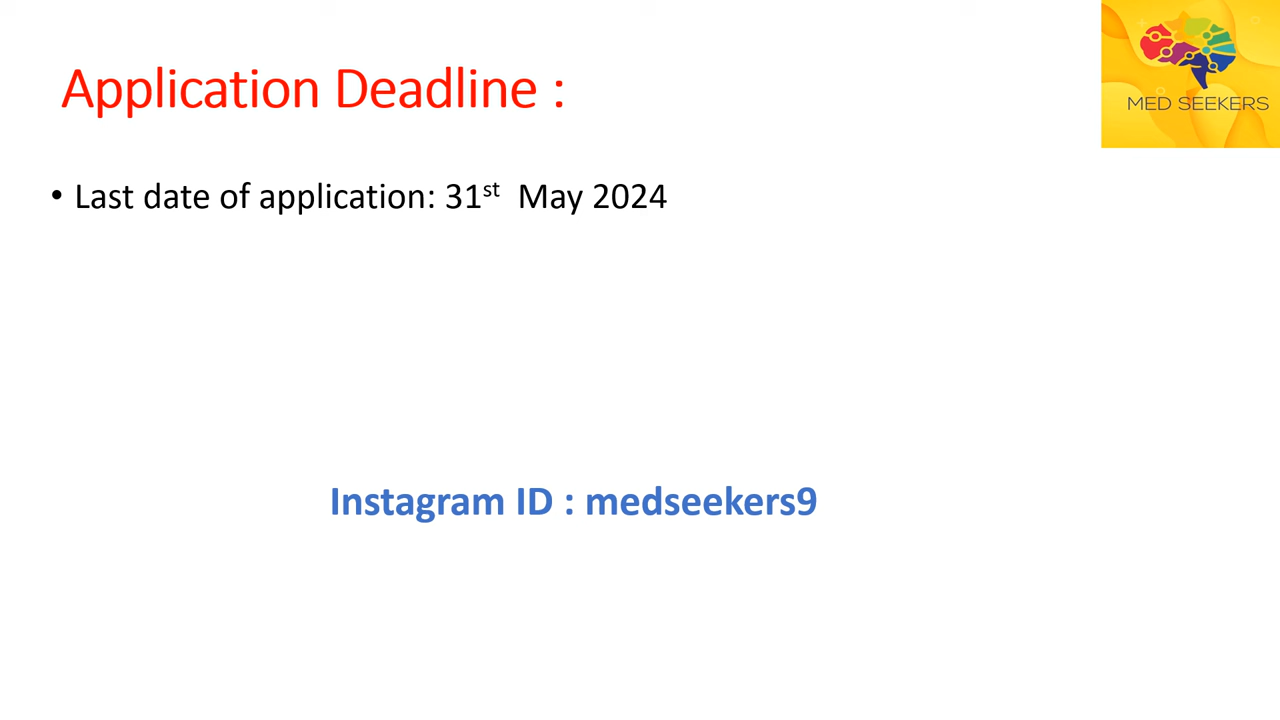 Application Deadline :
MED SEEKERS
• Last date of application: 31st May 2024
Instagram ID : medseekers9